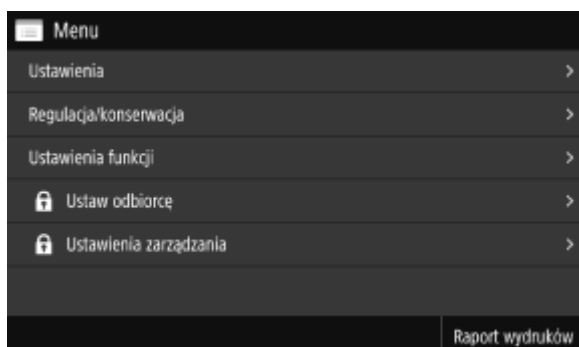 Menu
Ustawienia
Regulacja/konserwacja
Ustawienia funkcji
Ustaw odbiorcę
Ustawienia zarządzania
Raport wydruków